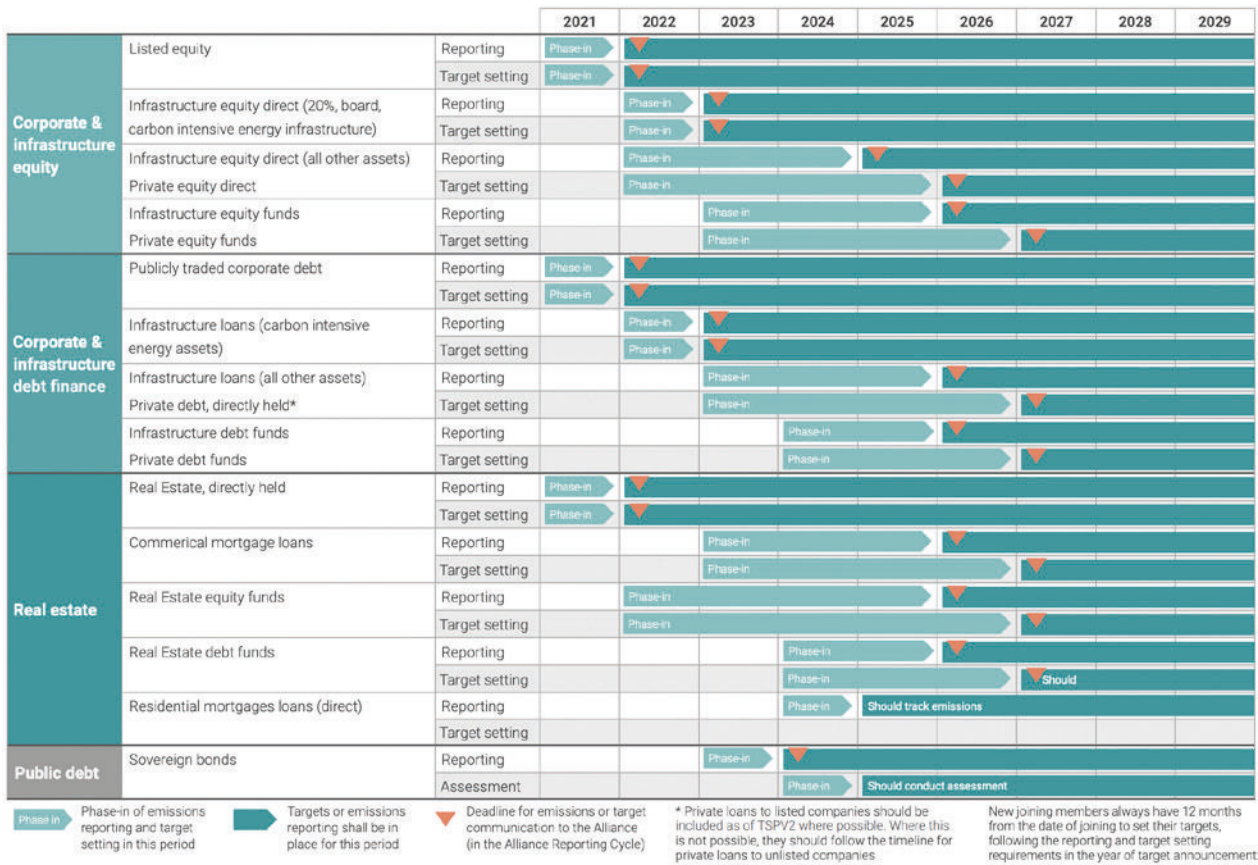 2021 2022 2023 2024 2025 2026 2027 2028 2029
Corporate & infrastructure equity
Listed equity Reporting Phase-in
Target setting Phase-in
Infrastructure equity direct (20%, board, Reporting Phase-in
carbon intensive energy infrastructure) Target setting Phase-in
Infrastructure equity direct (all other assets) Reporting Phase-in
Private equity direct Target setting Phase-in
Infrastructure equity funds Reporting Phase-in
Private equity funds Target setting Phase-in
Corporate & infrastructure debt finance
Publicly traded corporate debt Reporting Phase-in
Target setting Phase-in
Infrastructure loans (carbon intensive Reporting Phase-in
energy assets) Target setting Phase-in
Infrastructure loans (all other assets) Reporting Phase-in
Private debt, directly held* Target setting Phase-in
Infrastructure debt funds Reporting Phase-in
Private debt funds Target setting Phase-in
Real estate
Real Estate, directly held Reporting Phase-in
Target setting Phase-in
Commerical mortgage loans Reporting Phase-in
Target setting Phase-in
Real Estate equity funds Reporting Phase-in
Target setting Phase-in
Real Estate debt funds Reporting Phase-in
Target setting Phase-in Should
Residential mortgages loans (direct) Reporting Phase-in Should track emissions
Target setting
Public debt
Sovereign bonds Reporting Phase-in
Assessment Phase-in Should conduct assessment
Phase in
Phase-in of emissions
reporting and target
setting in this period
Targets or emissions
reporting shall be in
place for this period
Deadline for emissions or target
communication to the Alliance
(in the Alliance Reporting Cycle)
* Private loans to listed companies should be
included as of TSPV2 where possible. Where this
is not possible, they should follow the timeline for
private loans to unlisted companies
New joining members always have 12 months
from the date of joining to set their targets,
following the reporting and target setting
requirements in the year of target announcement